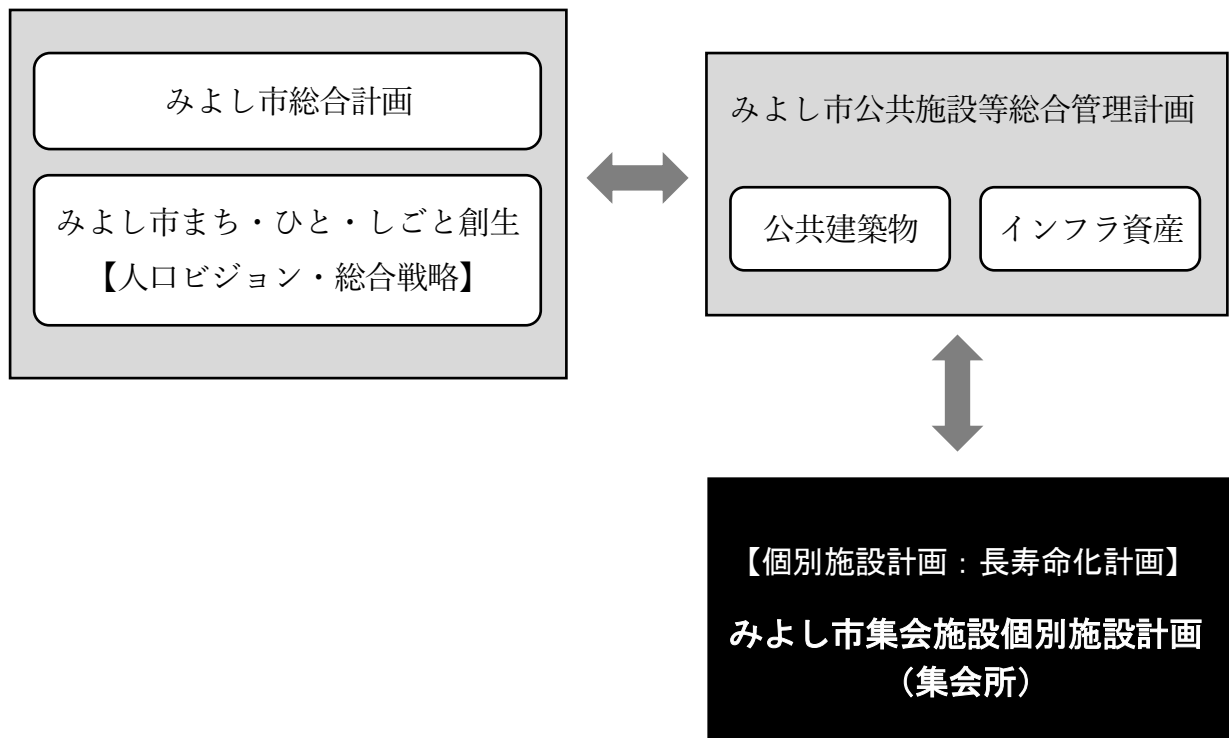 みよし市総合計画
みよし市まち・ひと・しごと創生
【人口ビジョン・総合戦略】
みよし市公共施設等総合管理計画
公共建築物
インフラ資産
【個別施設計画：長寿命化計画】
みよし市集会施設個別施設計画
（集会所）